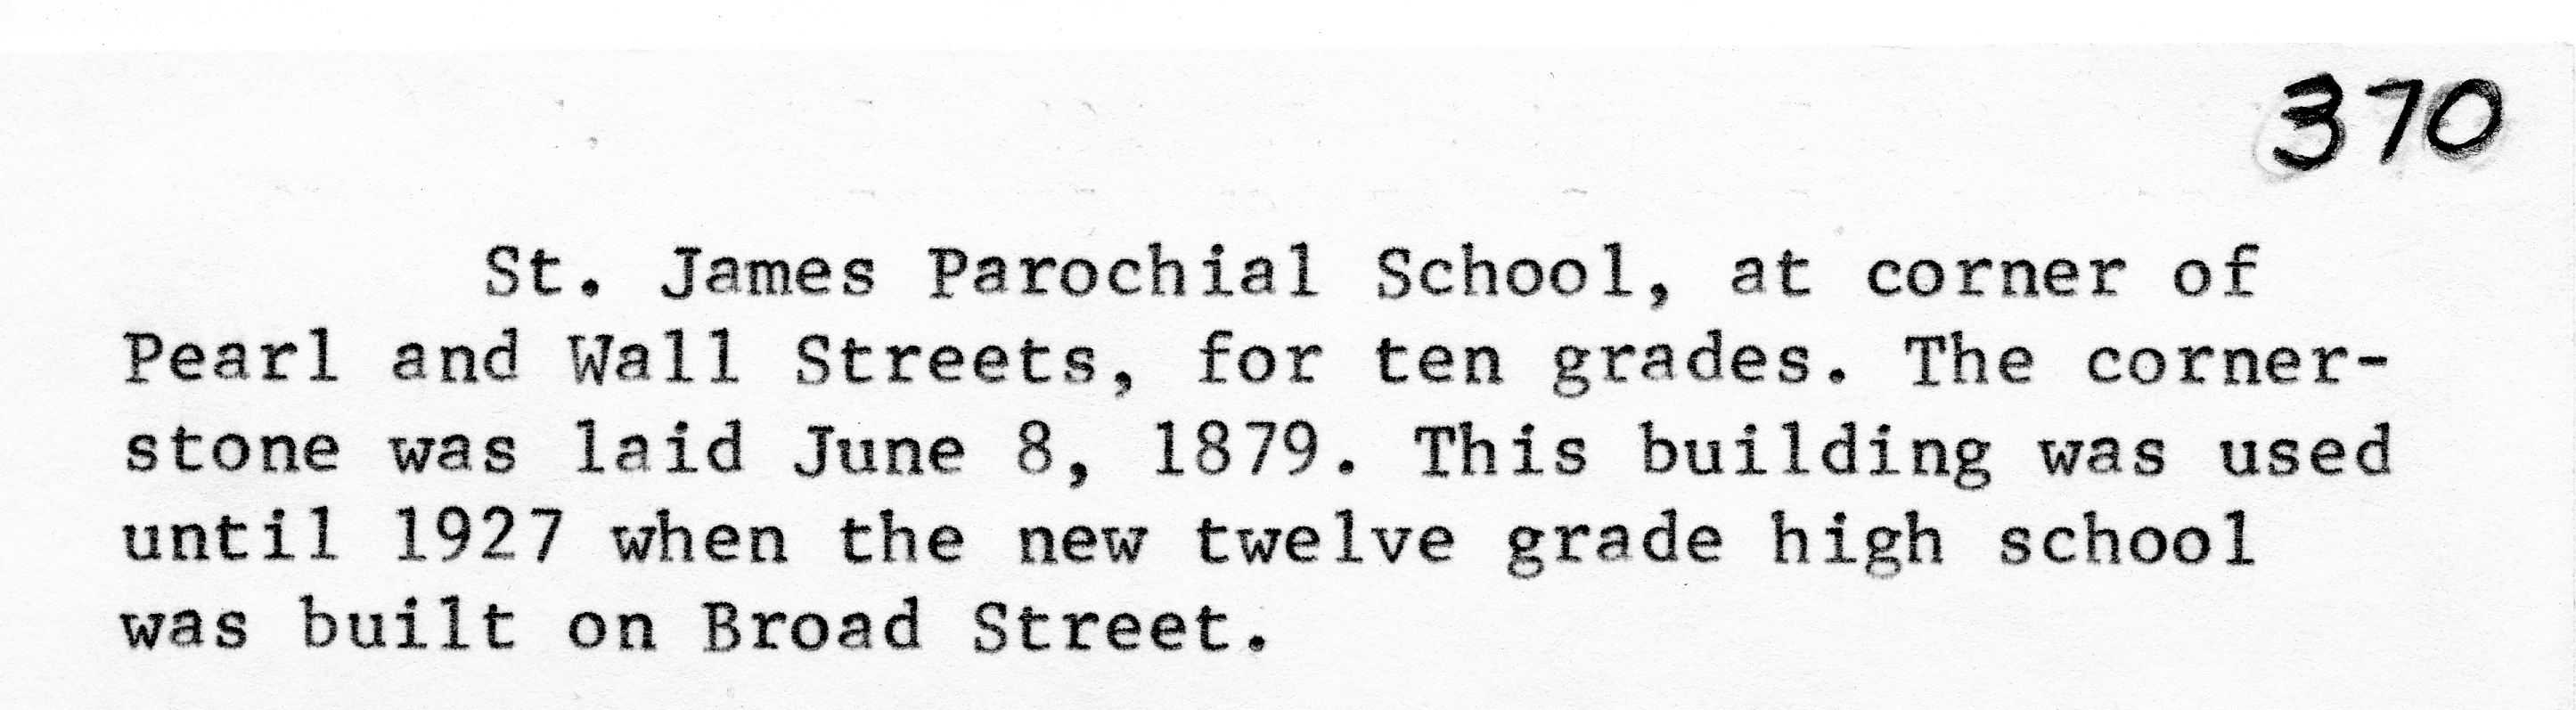 370
St. James Parochial School, at corner of
Pearl and Wall Streets, for ten grades. The corner-
stone was laid June 8, 1879. This building was used
until 1927 when the new twelve grade high school
was built on Broad Street.